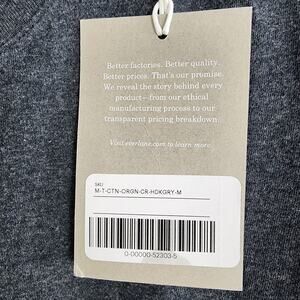 Better factories. Better quality.
Better prices. That's our promise.
We reveal the story behind every
product—from our ethical
manufacturing process to our
transparent pricing breakdown.
Visit everlane.com to learn more.
SKU
M-T-CTN-CRGN-CR-HDKGRY-M
0-00000-52303-5